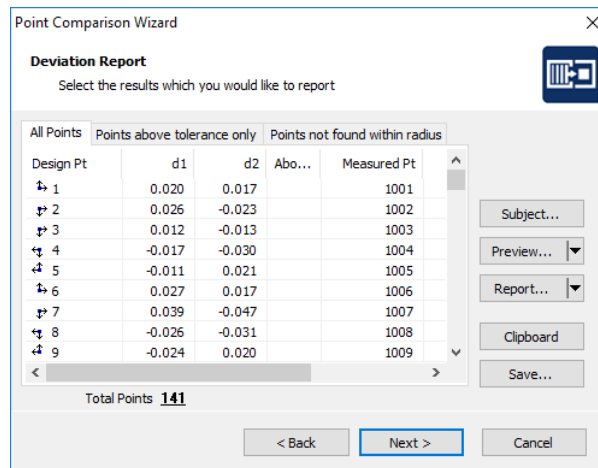 Point Comparison Wizard
Deviation Report
Select the results which you would like to report
All Points Points above tolerance only Points not found within radius
Design Pt d1 d2 Abo... Measured Pt
1 0.020 0.017 1001
2 0.026 -0.023 1002
3 0.012 -0.013 1003
4 -0.017 -0.030 1004
5 -0.011 0.021 1005
6 0.027 0.017 1006
7 0.039 -0.047 1007
8 -0.026 -0.031 1008
9 -0.024 0.020 1009
Subject...
Preview...
Report...
Clipboard
Save...
Total Points 141
< Back Next > Cancel